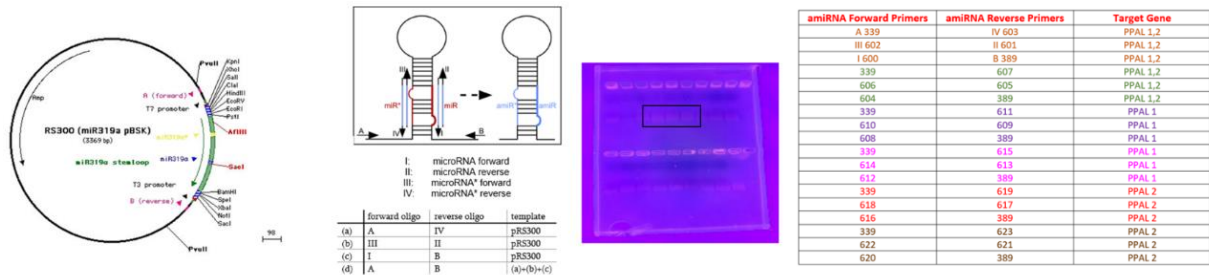 PvuII
KpnI
XhoI
SalI
ClaI
HindIII
EcoRV
EcoRI
PstI
Amp
A (forward)
T7 promoter
AflIII
RS300 (miR319a pBSK)
(3369 bp)
miR319a
SacI
miR319a stemloop
T3 promoter
BamHI
SpeI
XbaI
NotI
SacI
B (reverse)
PvuII
90
III
II
miR*
miR
amiR*
amiR
A
IV
I
B
I: microRNA forward
II: microRNA reverse
III: microRNA* forward
IV: microRNA* reverse
forward oligo reverse oligo template
(a) A IV pRS300
(b) III II pRS300
(c) I B pRS300
(d) A B (a)+(b)+(c)
amiRNA Forward Primers amiRNA Reverse Primers Target Gene
A 339 IV 603 PPAL 1,2
III 602 II 601 PPAL 1,2
I 600 B 389 PPAL 1,2
339 607 PPAL 1,2
606 605 PPAL 1,2
604 389 PPAL 1,2
339 611 PPAL 1
610 609 PPAL 1
608 389 PPAL 1
339 615 PPAL 1
614 613 PPAL 1
612 389 PPAL 1
339 619 PPAL 2
618 617 PPAL 2
616 389 PPAL 2
339 623 PPAL 2
622 621 PPAL 2
620 389 PPAL 2